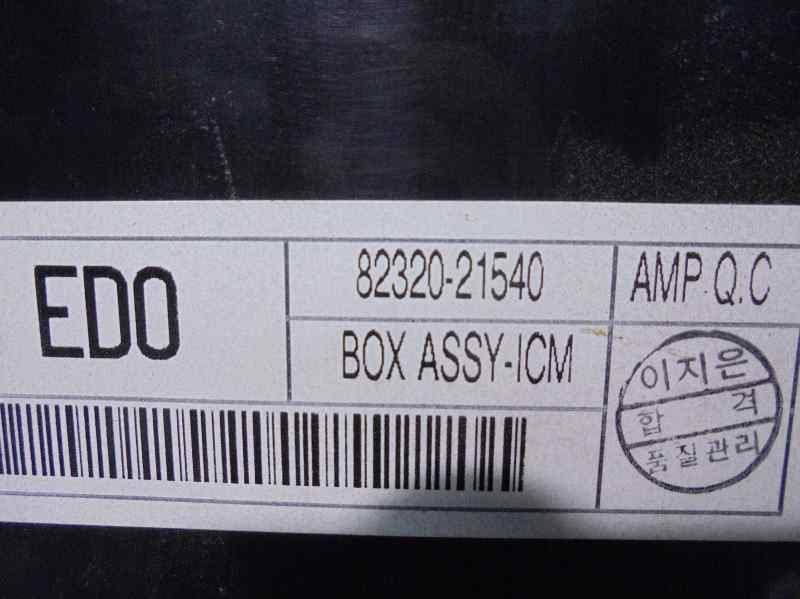 EDO
82320-21540
BOX ASSY-ICM
AMP Q.C
이지은
합 격
품질관리